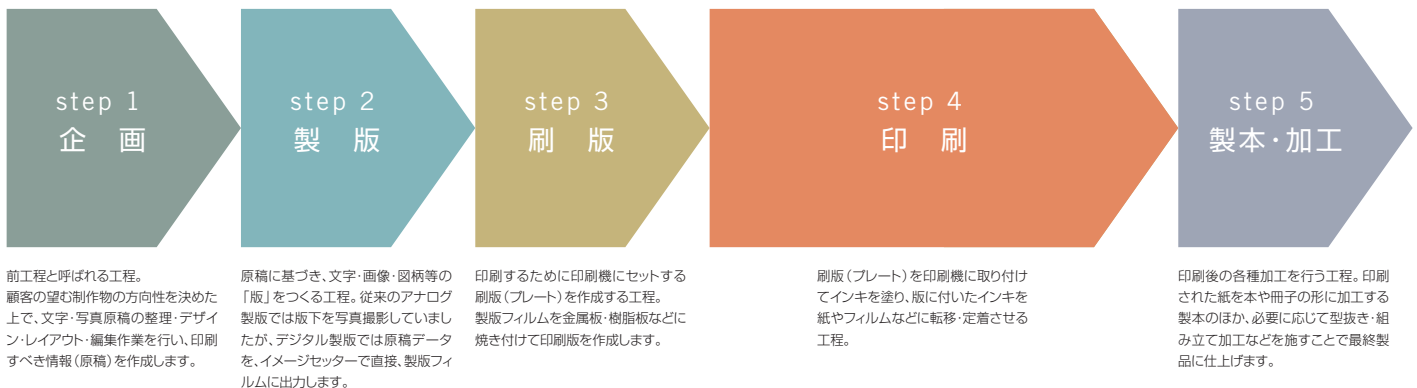 step 1
企 画
前工程と呼ばれる工程。
顧客の望む制作物の方向性を決めた
上で、文字・写真原稿の整理・デザイ
ン・レイアウト・編集作業を行い、印刷
すべき情報（原稿）を作成します。
step 2
製 版
原稿に基づき、文字・画像・図柄等の
「版」をつくる工程。従来のアナログ
製版では版下を写真撮影していまし
たが、デジタル製版では原稿データ
を、イメージセッターで直接、製版フィ
ルムに出力します。
step 3
刷 版
印刷するために印刷機にセットする
刷版（プレート）を作成する工程。
製版フィルムを金属板・樹脂板などに
焼き付けて印刷版を作成します。
step 4
印 刷
刷版（プレート）を印刷機に取り付け
てインキを塗り、版に付いたインキを
紙やフィルムなどに転移・定着させる
工程。
step 5
製本・加工
印刷後の各種加工を行う工程。印刷
された紙を本や冊子の形に加工する
製本のほか、必要に応じて型抜き・組
み立て加工などを施すことで最終製
品に仕上げます。